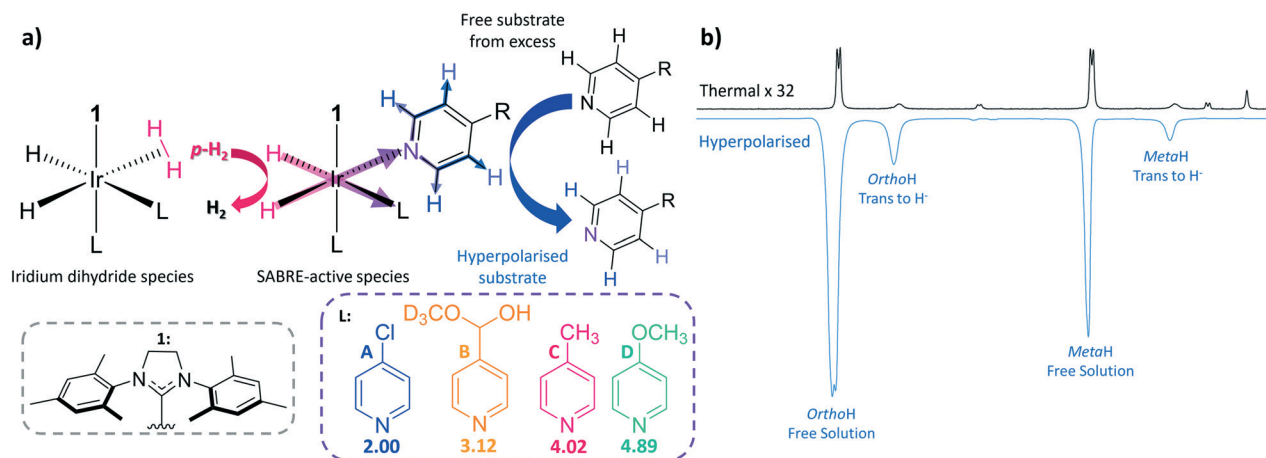 a)
Free substrate
from excess
1
H
H
H
Ir
L
L
p-H₂
H₂
1
H
H
Ir
L
L
H
H
N
R
H
H
H
H
N
R
H
H
H
H
N
R
H
H
Iridium dihydride species
SABRE-active species
Hyperpolarised
substrate
1:
N
N
L:
A
Cl
N
2.00
B
D₃CO
OH
N
3.12
C
CH₃
N
4.02
D
OCH₃
N
4.89
b)
Thermal x 32
Hyperpolarised
OrthoH
Trans to H⁻
MetaH
Trans to H⁻
MetaH
Free Solution
OrthoH
Free Solution